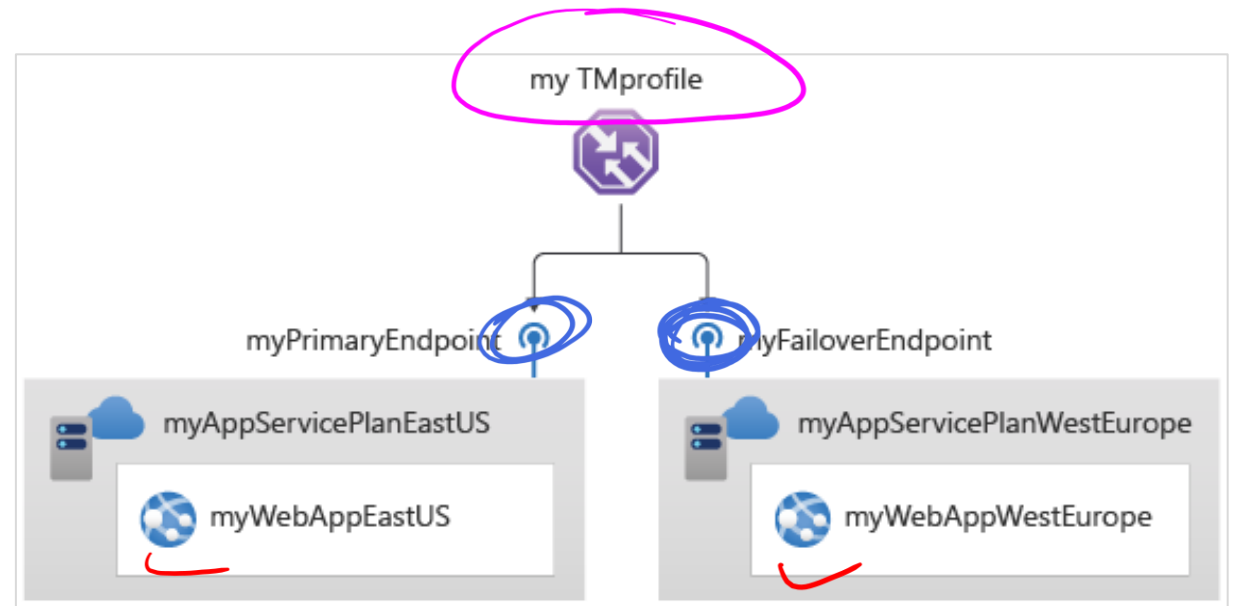 my TMprofile
myPrimaryEndpoint
myFailoverEndpoint
myAppServicePlanEastUS
myAppServicePlanWestEurope
myWebAppEastUS
myWebAppWestEurope